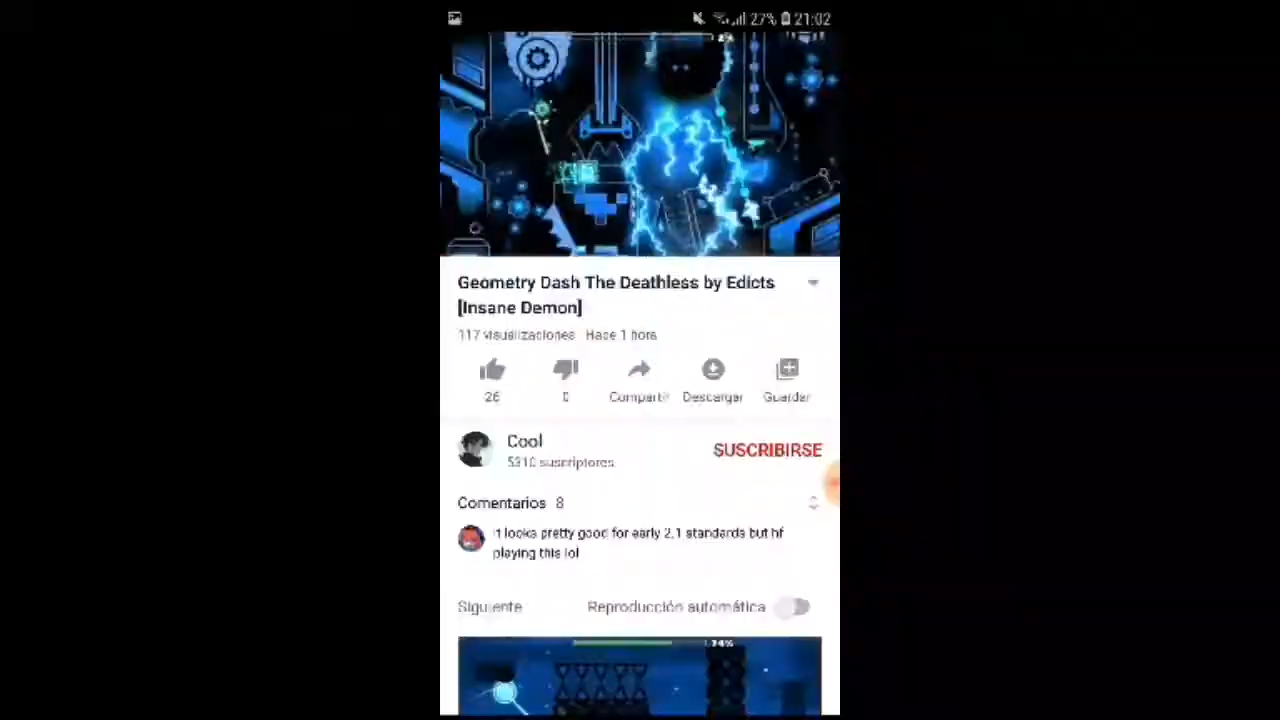 27% 21:02
Geometry Dash The Deathless by Edicts
[Insane Demon]
117 visualizaciones Hace 1 hora
26 0 Compartir Descargar Guardar
Cool
SUSCRIBIRSE
5310 suscriptores
Comentarios 8
It looks pretty good for early 2.1 standards but hf
playing this lol
Siguiente Reproducción automática
74%